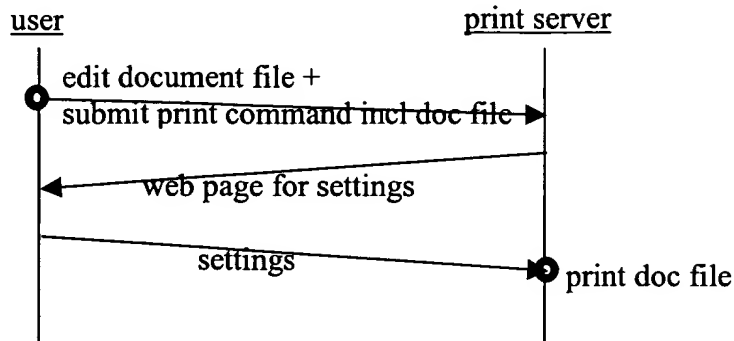 user
print server
edit document file +
submit print command incl doc file
web page for settings
settings
print doc file